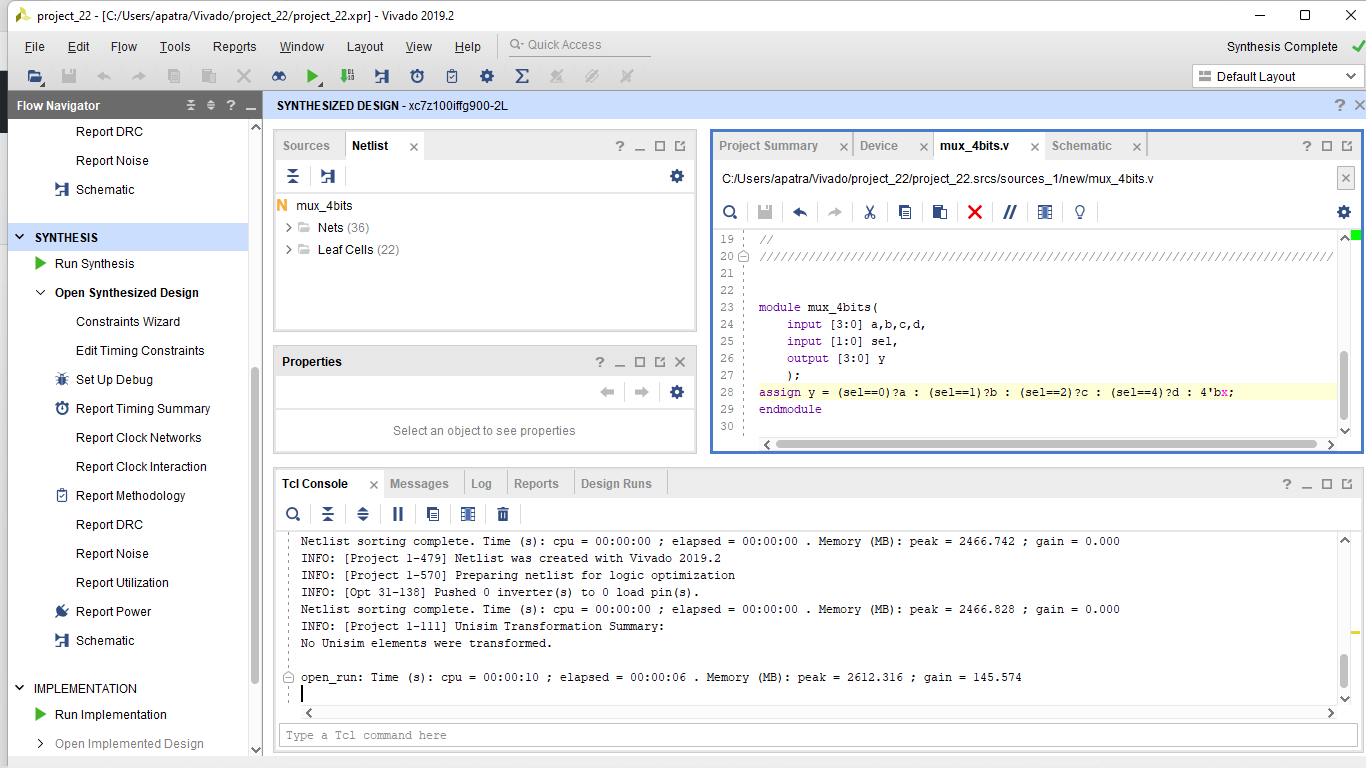 project_22 - [C:/Users/apatra/Vivado/project_22/project_22.xpr] - Vivado 2019.2
File Edit Flow Tools Reports Window Layout View Help Quick Access Synthesis Complete
Default Layout
Flow Navigator
Report DRC
Report Noise
Schematic
SYNTHESIS
Run Synthesis
Open Synthesized Design
Constraints Wizard
Edit Timing Constraints
Set Up Debug
Report Timing Summary
Report Clock Networks
Report Clock Interaction
Report Methodology
Report DRC
Report Noise
Report Utilization
Report Power
Schematic
IMPLEMENTATION
Run Implementation
Open Implemented Design
SYNTHESIZED DESIGN - xc7z100iffg900-2L
Sources Netlist
N mux_4bits
Nets (36)
Leaf Cells (22)
Properties
Select an object to see properties
Project Summary Device mux_4bits.v Schematic
C:/Users/apatra/Vivado/project_22/project_22.srcs/sources_1/new/mux_4bits.v
19 //
20 //////////////////////////////////////////////////////////////////////////////////
21
22
23 module mux_4bits(
24 input [3:0] a,b,c,d,
25 input [1:0] sel,
26 output [3:0] y
27 );
28 assign y = (sel==0)?a : (sel==1)?b : (sel==2)?c : (sel==4)?d : 4'bx;
29 endmodule
30
Tcl Console Messages Log Reports Design Runs
Netlist sorting complete. Time (s): cpu = 00:00:00 ; elapsed = 00:00:00 . Memory (MB): peak = 2466.742 ; gain = 0.000
INFO: [Project 1-479] Netlist was created with Vivado 2019.2
INFO: [Project 1-570] Preparing netlist for logic optimization
INFO: [Opt 31-138] Pushed 0 inverter(s) to 0 load pin(s).
Netlist sorting complete. Time (s): cpu = 00:00:00 ; elapsed = 00:00:00 . Memory (MB): peak = 2466.828 ; gain = 0.000
INFO: [Project 1-111] Unisim Transformation Summary:
No Unisim elements were transformed.
open_run: Time (s): cpu = 00:00:10 ; elapsed = 00:00:06 . Memory (MB): peak = 2612.316 ; gain = 145.574
Type a Tcl command here